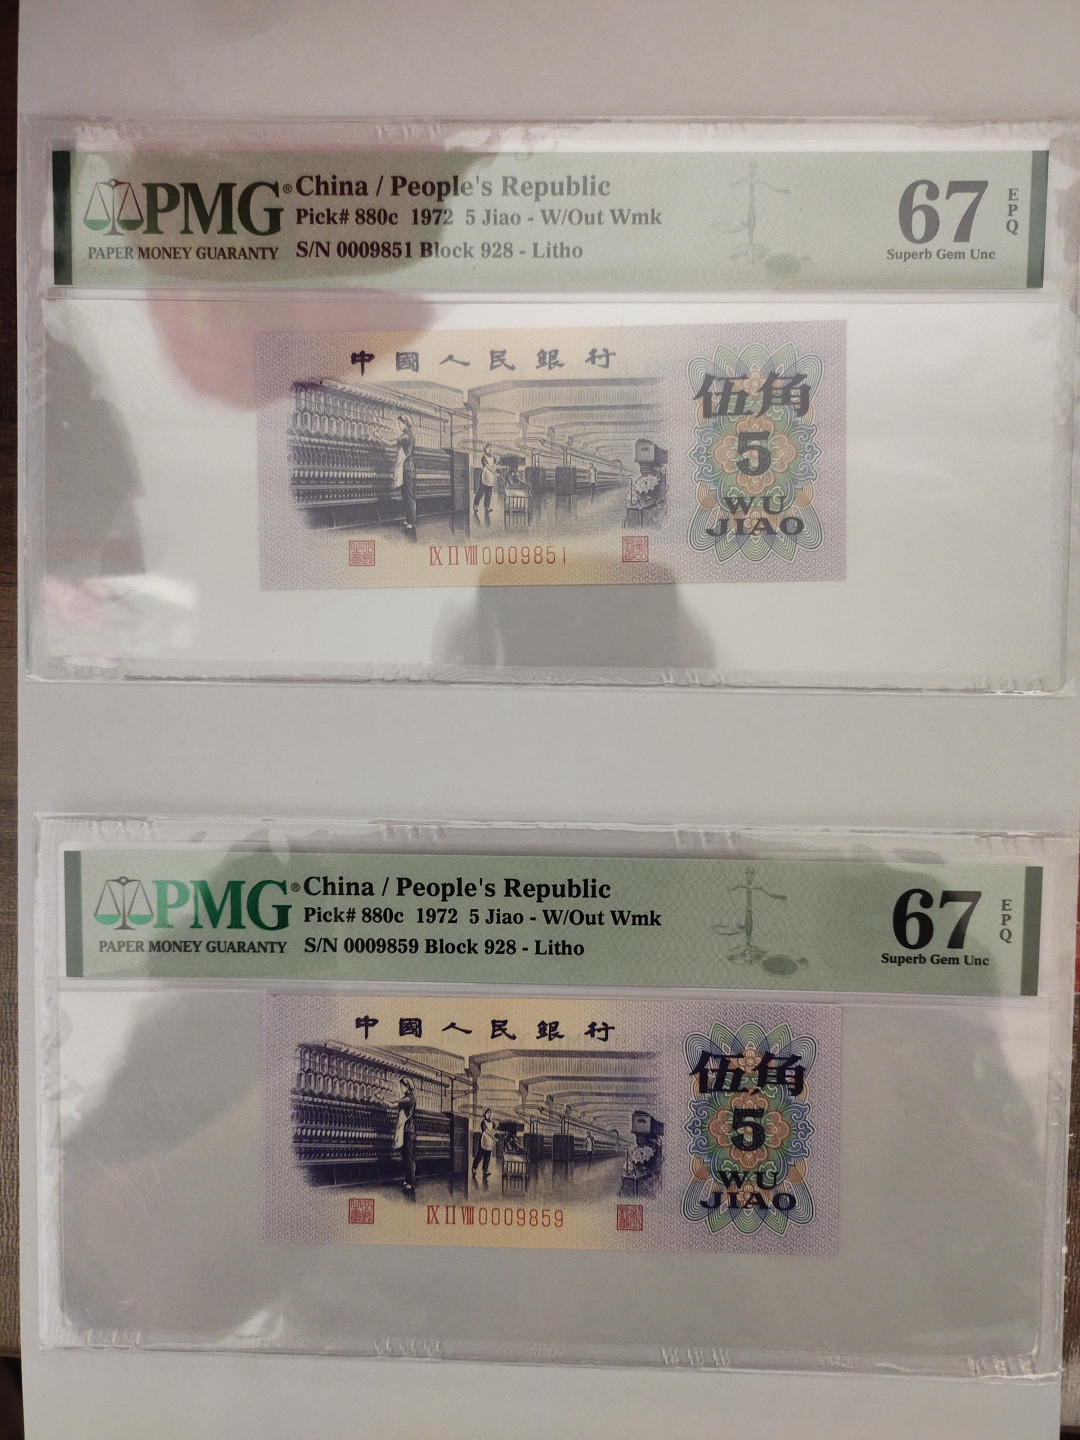 PMG®
PAPER MONEY GUARANTY
China / People's Republic
Pick# 880c 1972 5 Jiao - W/Out Wmk
S/N 0009851 Block 928 - Litho
67
EPQ
Superb Gem Unc
中國人民銀行
伍角
5
WU
JIAO
IX II VIII 0009851
PMG®
PAPER MONEY GUARANTY
China / People's Republic
Pick# 880c 1972 5 Jiao - W/Out Wmk
S/N 0009859 Block 928 - Litho
67
EPQ
Superb Gem Unc
中國人民銀行
伍角
5
WU
JIAO
IX II VIII 0009859